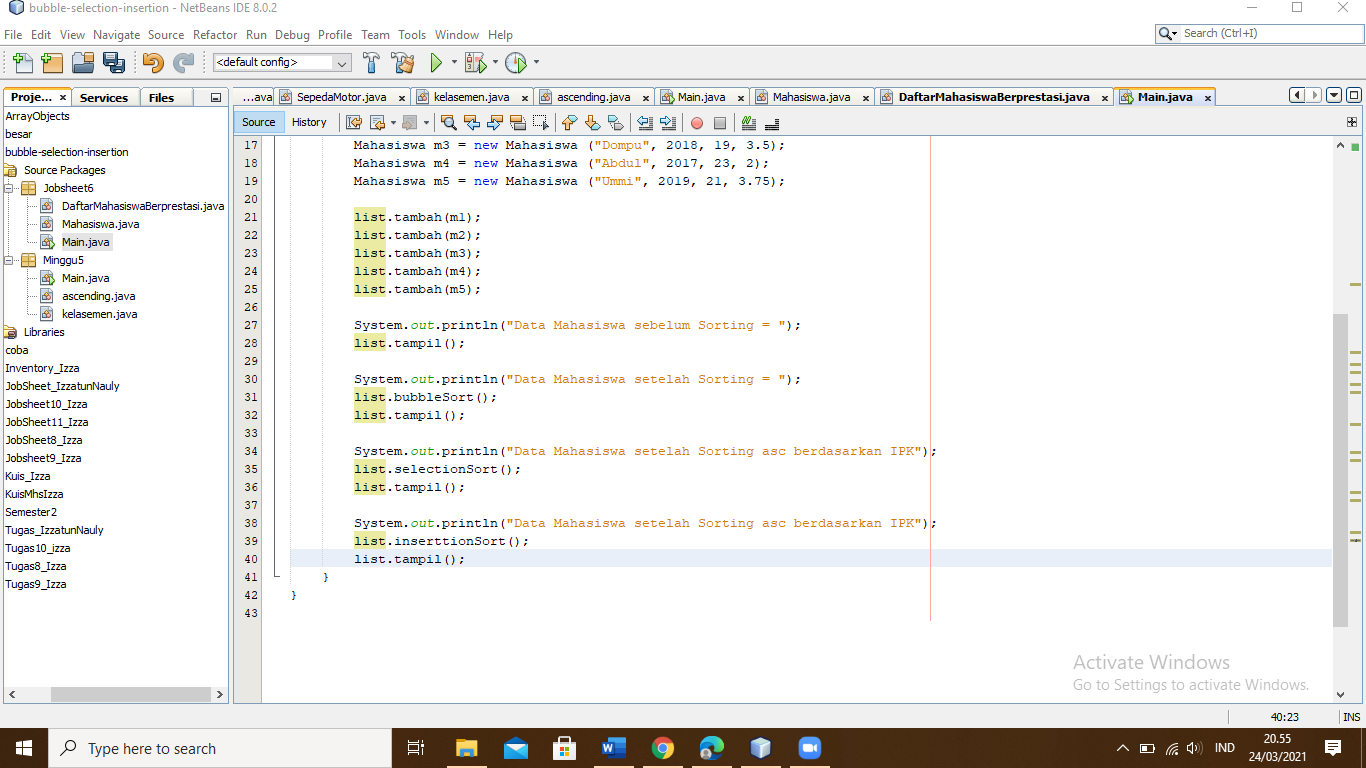 bubble-selection-insertion - NetBeans IDE 8.0.2
File Edit View Navigate Source Refactor Run Debug Profile Team Tools Window Help
Search (Ctrl+I)
<default config>
Proje... Services Files
...ava SepedaMotor.java kelasemen.java ascending.java Main.java Mahasiswa.java DaftarMahasiswaBerprestasi.java Main.java
Source History
ArrayObjects
besar
bubble-selection-insertion
Source Packages
Jobsheet6
DaftarMahasiswaBerprestasi.java
Mahasiswa.java
Main.java
Minggu5
Main.java
ascending.java
kelasemen.java
Libraries
coba
Inventory_Izza
JobSheet_IzzatunNauly
Jobsheet10_Izza
JobSheet11_Izza
JobSheet8_Izza
Jobsheet9_Izza
Kuis_Izza
KuisMhsIzza
Semester2
Tugas_IzzatunNauly
Tugas10_izza
Tugas8_Izza
Tugas9_Izza
17 Mahasiswa m3 = new Mahasiswa ("Dompu", 2018, 19, 3.5);
18 Mahasiswa m4 = new Mahasiswa ("Abdul", 2017, 23, 2);
19 Mahasiswa m5 = new Mahasiswa ("Ummi", 2019, 21, 3.75);
20
21 list.tambah(m1);
22 list.tambah(m2);
23 list.tambah(m3);
24 list.tambah(m4);
25 list.tambah(m5);
26
27 System.out.println("Data Mahasiswa sebelum Sorting = ");
28 list.tampil();
29
30 System.out.println("Data Mahasiswa setelah Sorting = ");
31 list.bubbleSort();
32 list.tampil();
33
34 System.out.println("Data Mahasiswa setelah Sorting asc berdasarkan IPK");
35 list.selectionSort();
36 list.tampil();
37
38 System.out.println("Data Mahasiswa setelah Sorting asc berdasarkan IPK");
39 list.inserttionSort();
40 list.tampil();
41 }
42 }
43
Activate Windows
Go to Settings to activate Windows.
40:23 INS
Type here to search
IND
20.55
24/03/2021